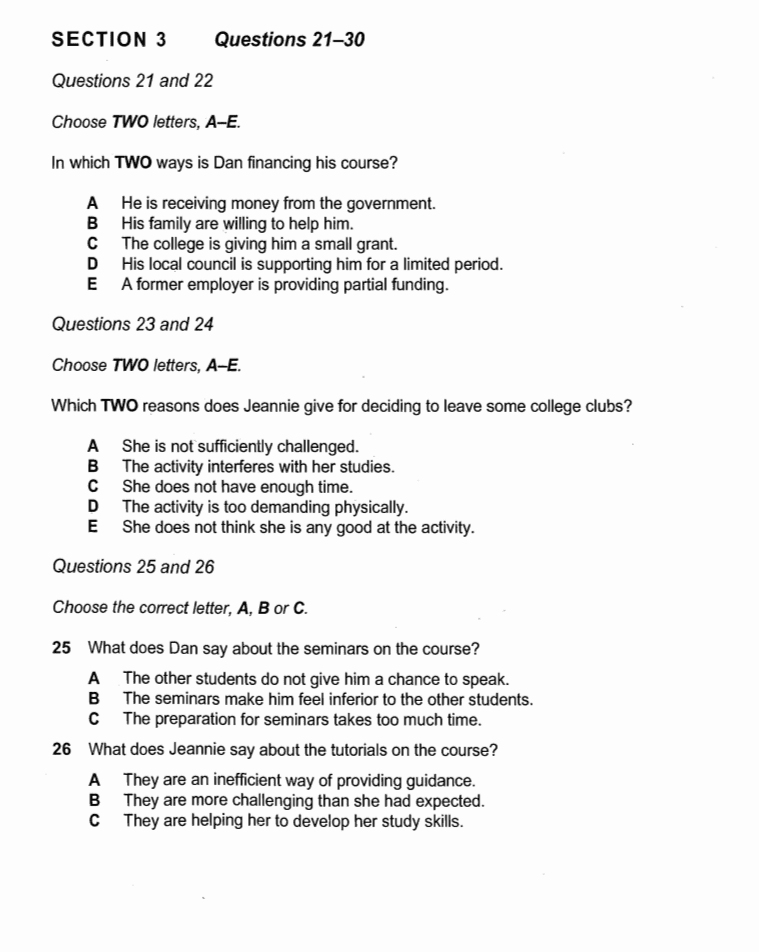 SECTION 3 Questions 21–30
Questions 21 and 22
Choose TWO letters, A–E.
In which TWO ways is Dan financing his course?
A He is receiving money from the government.
B His family are willing to help him.
C The college is giving him a small grant.
D His local council is supporting him for a limited period.
E A former employer is providing partial funding.
Questions 23 and 24
Choose TWO letters, A–E.
Which TWO reasons does Jeannie give for deciding to leave some college clubs?
A She is not sufficiently challenged.
B The activity interferes with her studies.
C She does not have enough time.
D The activity is too demanding physically.
E She does not think she is any good at the activity.
Questions 25 and 26
Choose the correct letter, A, B or C.
25 What does Dan say about the seminars on the course?
A The other students do not give him a chance to speak.
B The seminars make him feel inferior to the other students.
C The preparation for seminars takes too much time.
26 What does Jeannie say about the tutorials on the course?
A They are an inefficient way of providing guidance.
B They are more challenging than she had expected.
C They are helping her to develop her study skills.